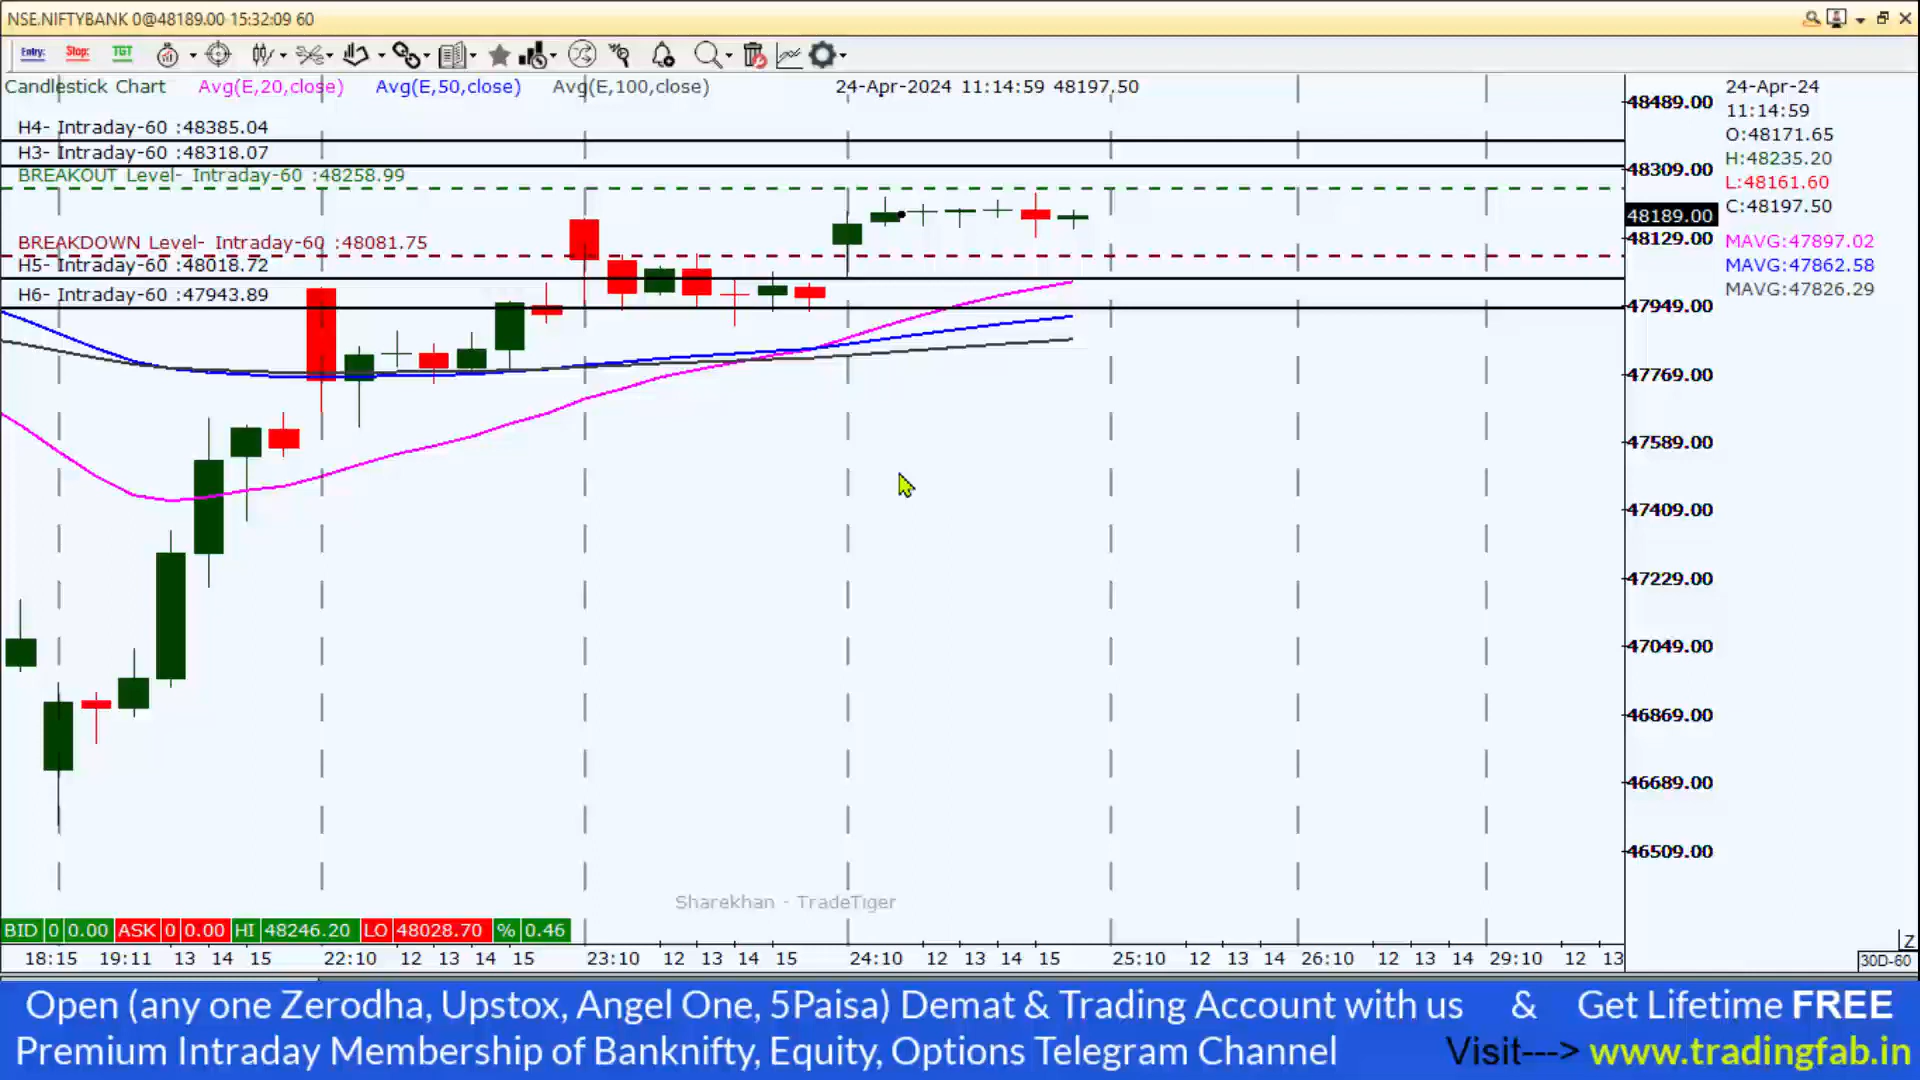 NSE.NIFTYBANK 0@48189.00 15:32:09 60
Entry: Stop: TGT
Candlestick Chart Avg(E,20,close) Avg(E,50,close) Avg(E,100,close) 24-Apr-2024 11:14:59 48197.50
24-Apr-24
11:14:59
O:48171.65
H:48235.20
L:48161.60
C:48197.50
MAVG:47897.02
MAVG:47862.58
MAVG:47826.29
H4- Intraday-60 :48385.04
H3- Intraday-60 :48318.07
BREAKOUT Level- Intraday-60 :48258.99
BREAKDOWN Level- Intraday-60 :48081.75
H5- Intraday-60 :48018.72
H6- Intraday-60 :47943.89
48489.00
48309.00
48189.00
48129.00
47949.00
47769.00
47589.00
47409.00
47229.00
47049.00
46869.00
46689.00
46509.00
Sharekhan - TradeTiger
BID 0 0.00 ASK 0 0.00 HI 48246.20 LO 48028.70 % 0.46
Z
18:15 19:11 13 14 15 22:10 12 13 14 15 23:10 12 13 14 15 24:10 12 13 14 15 25:10 12 13 14 26:10 12 13 14 29:10 12 13
30D-60
Open (any one Zerodha, Upstox, Angel One, 5Paisa) Demat & Trading Account with us & Get Lifetime FREE
Premium Intraday Membership of Banknifty, Equity, Options Telegram Channel Visit---> www.tradingfab.in